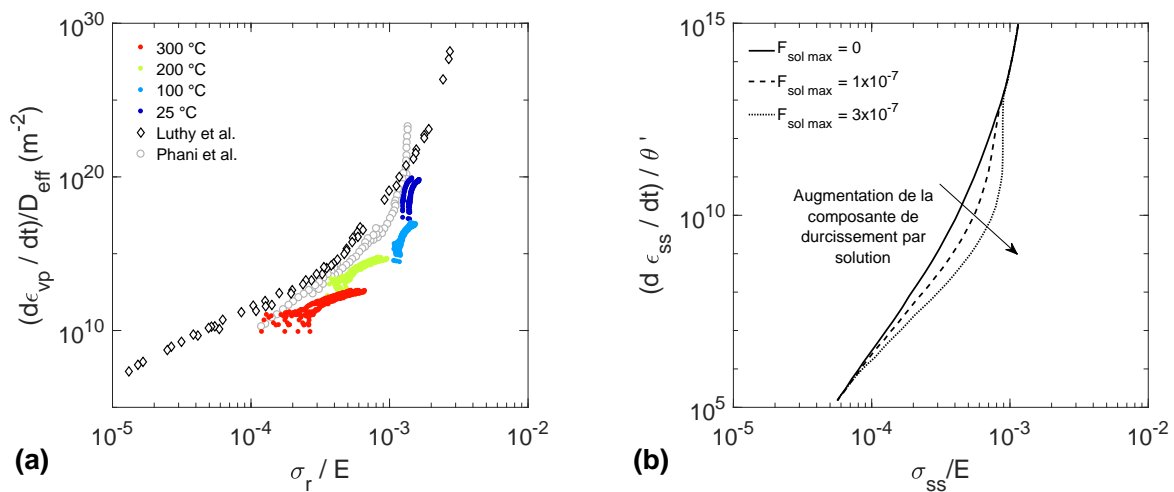 10^30
10^20
10^10
10^-5
10^-4
10^-3
10^-2
(dϵ_vp / dt)/D_eff (m^-2)
σ_r / E
300 °C
200 °C
100 °C
25 °C
Luthy et al.
Phani et al.
(a)
10^15
10^10
10^5
10^-5
10^-4
10^-3
10^-2
(d ϵ_ss / dt) / θ '
σ_ss/E
F_sol max = 0
F_sol max = 1x10^-7
F_sol max = 3x10^-7
Augmentation de la
composante de
durcissement par
solution
(b)